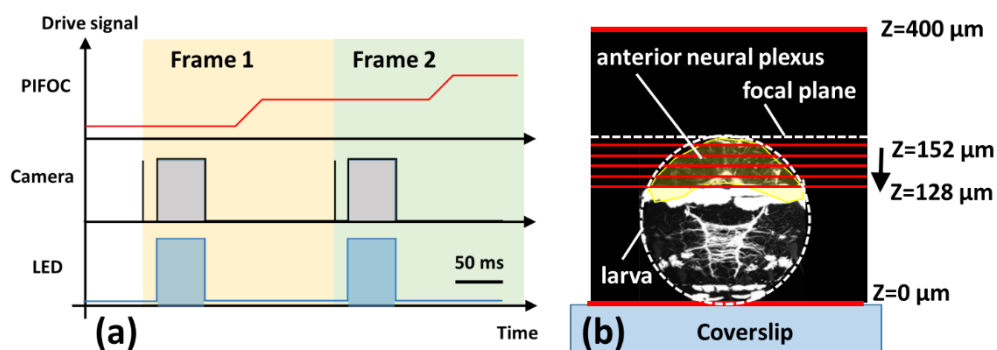 Drive signal
Frame 1
Frame 2
PIFOC
Camera
LED
50 ms
(a)
Time
Z=400 μm
anterior neural plexus
focal plane
Z=152 μm
Z=128 μm
larva
Z=0 μm
(b)
Coverslip